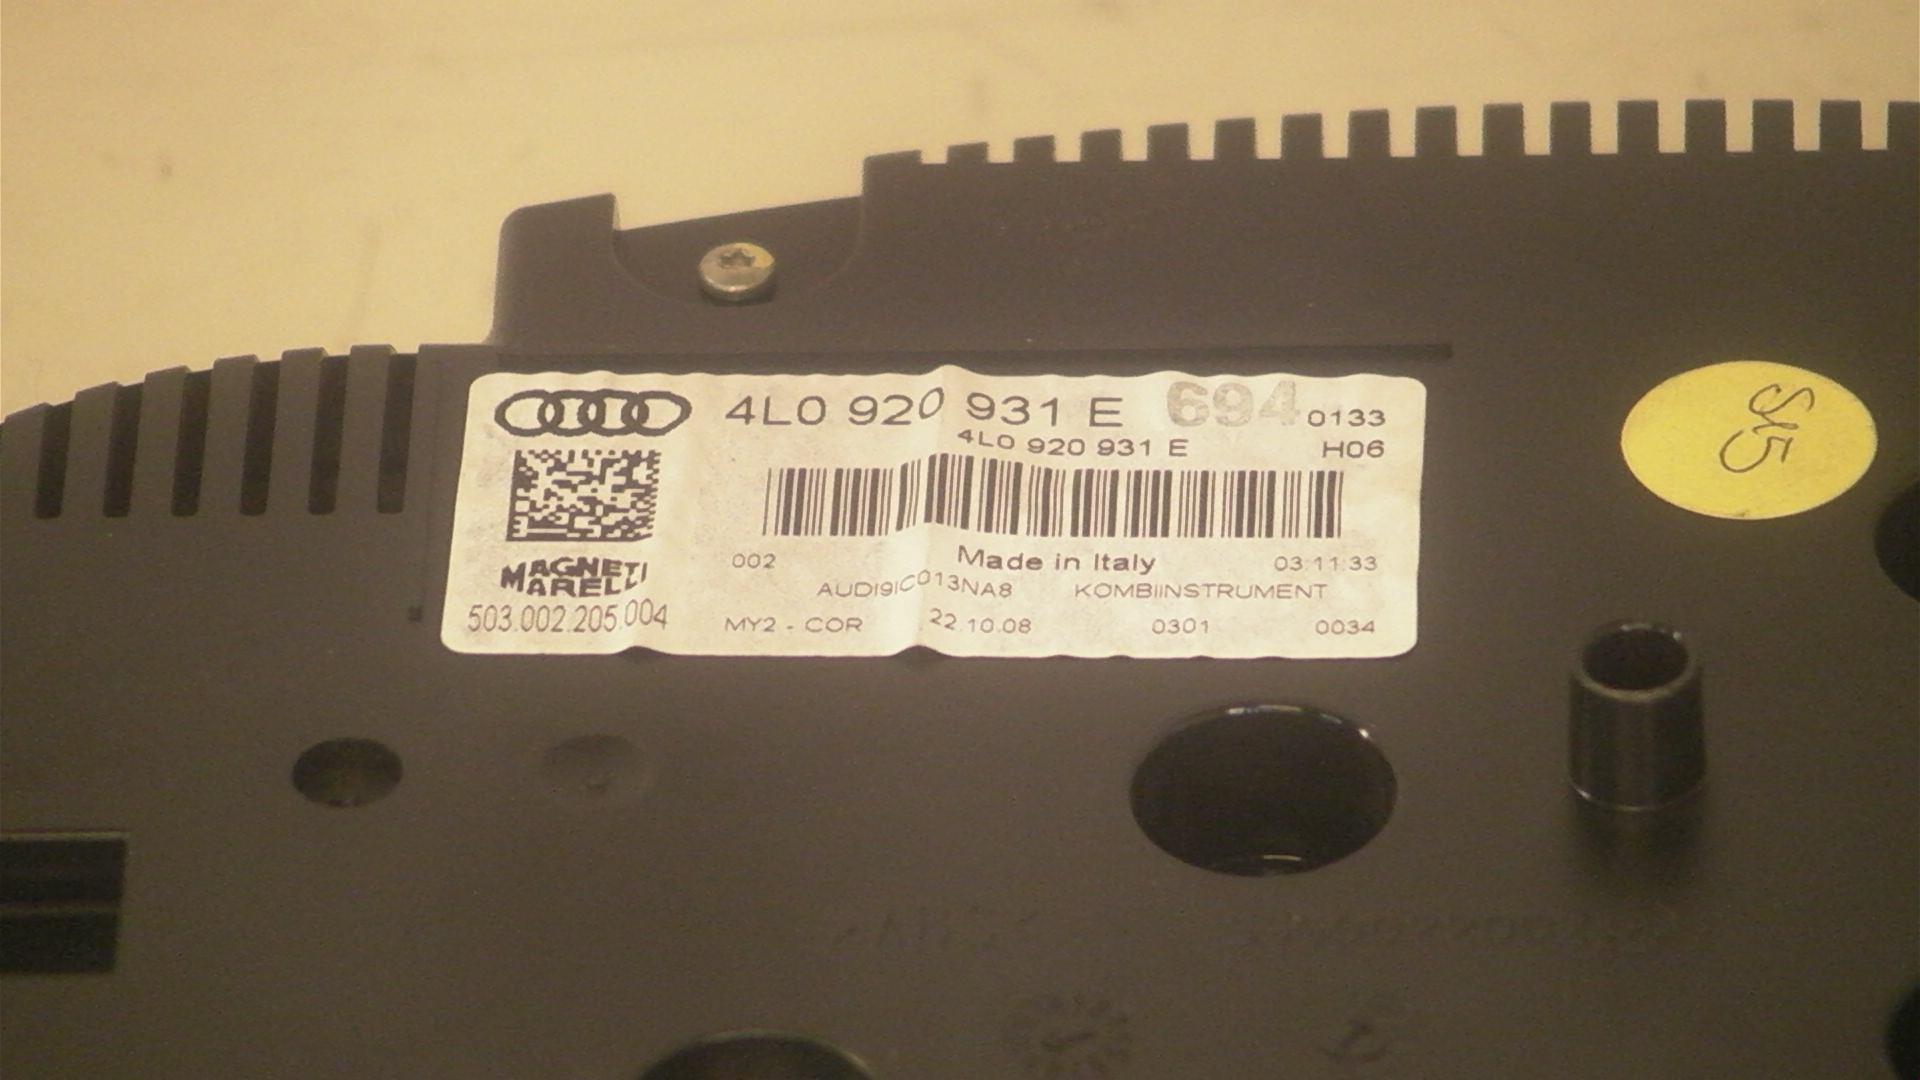 4L0 920 931 E 694 0133
4L0 920 931 E H06
002 Made in Italy 03:11:33
MAGNETI MARELLI
AUDI9IC013NA8 KOMBIINSTRUMENT
503.002.205.004 MY2 - COR 22.10.08 0301 0034